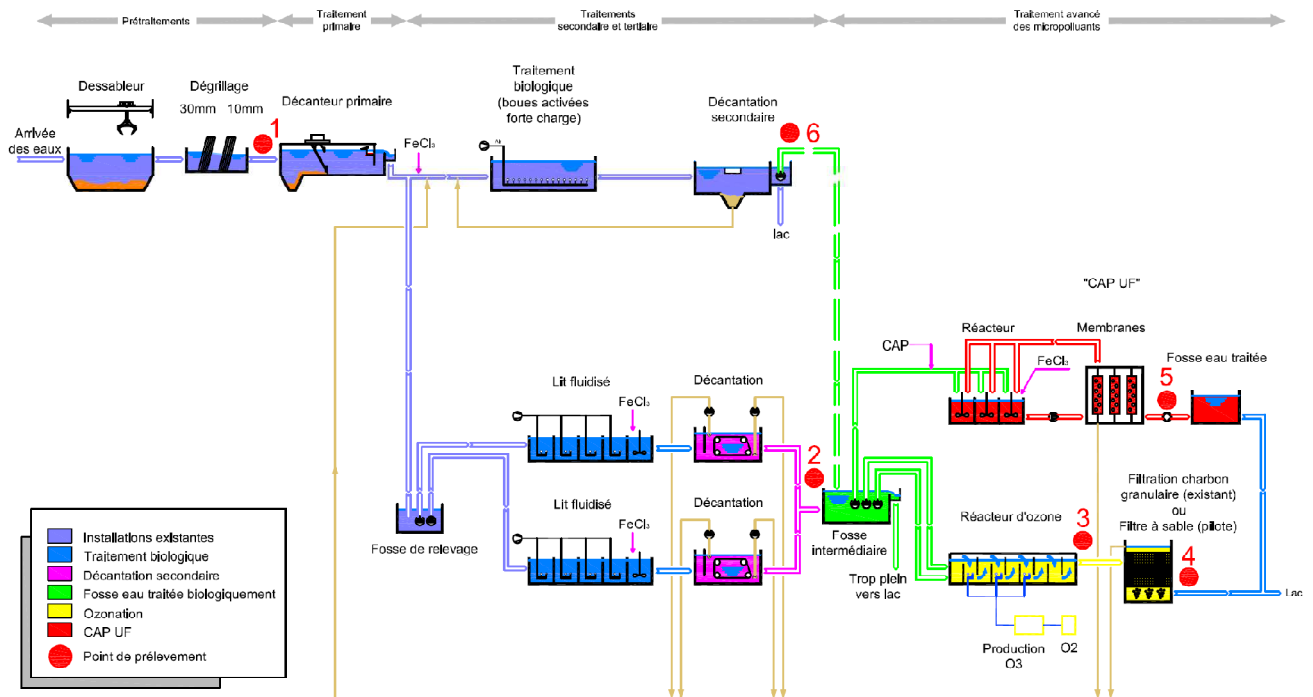 Prétraitements
Traitement
primaire
Traitements
secondaire et tertiaire
Traitement avancé
des micropolluants
Dessableur
Dégrillage
30mm 10mm
Décanteur primaire
Traitement
biologique
(boues activées
forte charge)
Décantation
secondaire
Arrivée
des eaux
1
FeCl₃
Air
6
lac
"CAP UF"
CAP
Réacteur
Membranes
FeCl₃
Fosse eau traitée
5
Lit fluidisé
FeCl₃
Décantation
2
Filtration charbon
granulaire (existant)
ou
Filtre à sable (pilote)
Fosse de relevage
Lit fluidisé
FeCl₃
Décantation
Fosse
intermédiaire
Trop plein
vers lac
Réacteur d'ozone
3
4
Lac
Production
O3
O2
Installations existantes
Traitement biologique
Décantation secondaire
Fosse eau traitée biologiquement
Ozonation
CAP UF
Point de prélevement